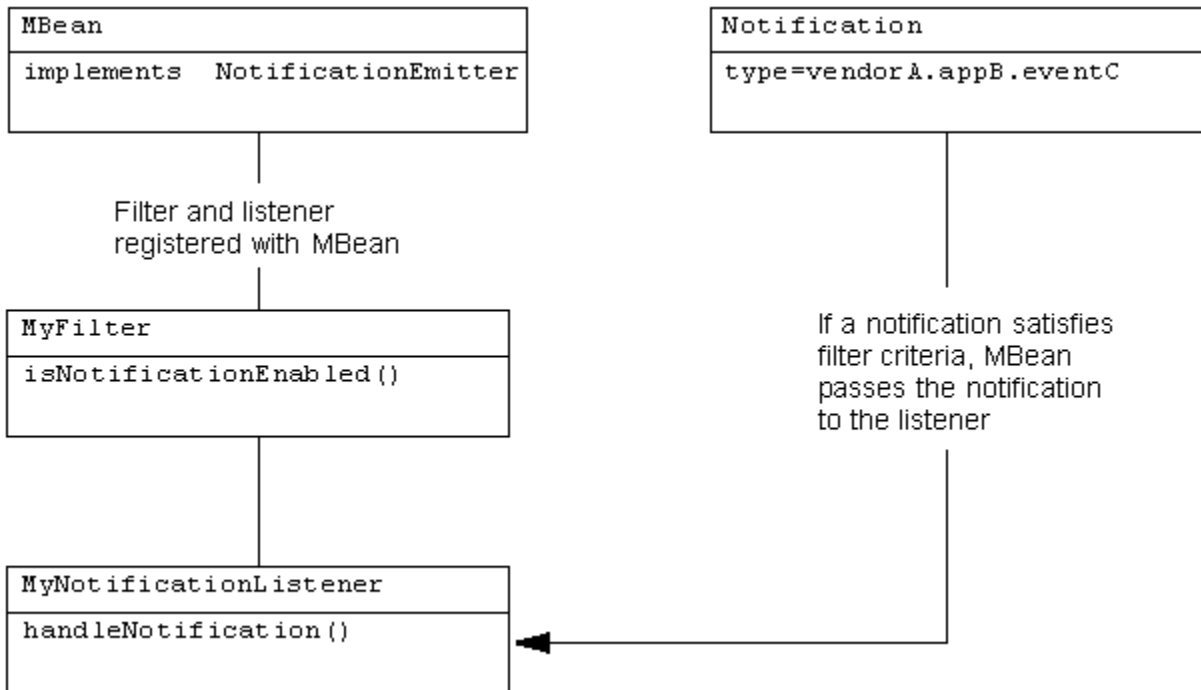 MBean
implements NotificationEmitter
Notification
type=vendorA.appB.eventC
Filter and listener
registered with MBean
MyFilter
isNotificationEnabled()
If a notification satisfies
filter criteria, MBean
passes the notification
to the listener
MyNotificationListener
handleNotification()